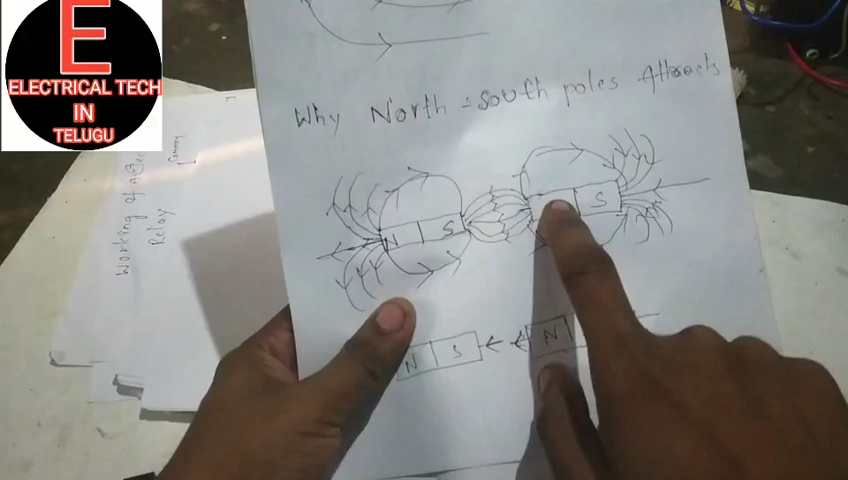 E
ELECTRICAL TECH
IN
TELUGU
Why North = South poles Attracts
N S
S
N S
N
Working of a
Relay